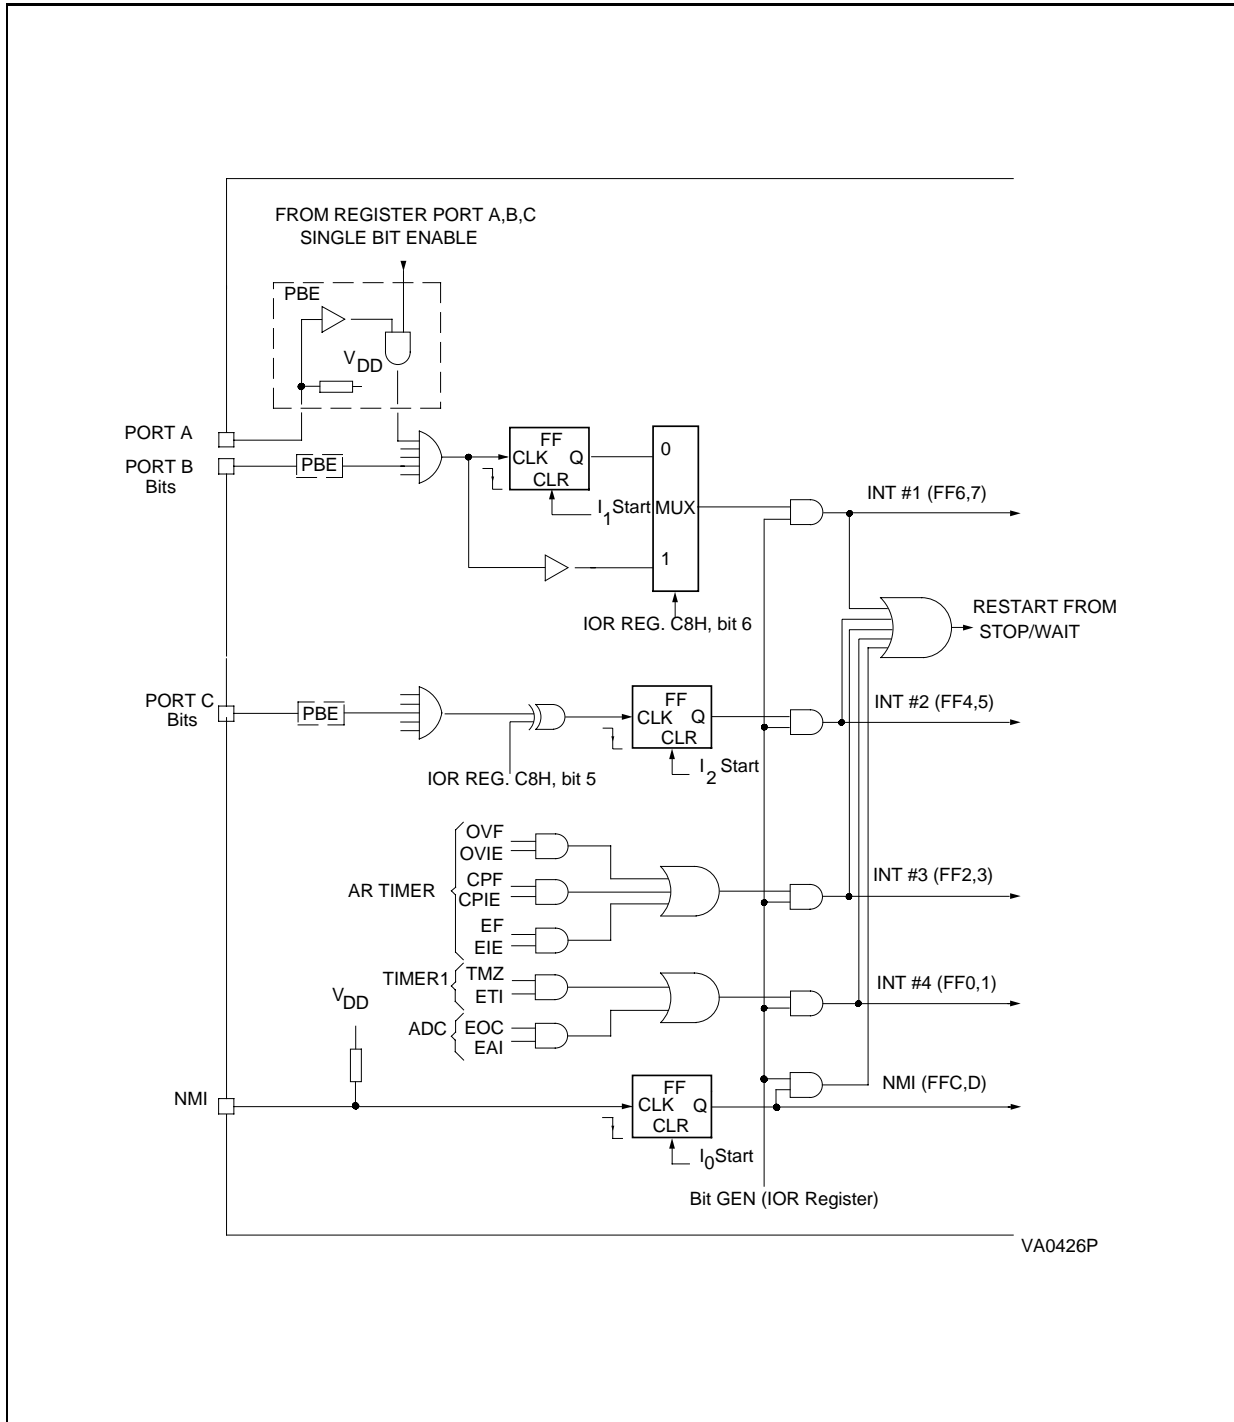 FROM REGISTER PORT A,B,C
SINGLE BIT ENABLE
PBE
VDD
PORT A
PORT B
Bits
PBE
FF
CLK Q
CLR
I1Start
0
MUX
1
IOR REG. C8H, bit 6
INT #1 (FF6,7)
RESTART FROM
STOP/WAIT
PORT C
Bits
PBE
IOR REG. C8H, bit 5
FF
CLK Q
CLR
I2 Start
INT #2 (FF4,5)
AR TIMER
OVF
OVIE
CPF
CPIE
EF
EIE
INT #3 (FF2,3)
TIMER1
TMZ
ETI
ADC
EOC
EAI
INT #4 (FF0,1)
VDD
NMI
FF
CLK Q
CLR
I0Start
NMI (FFC,D)
Bit GEN (IOR Register)
VA0426P